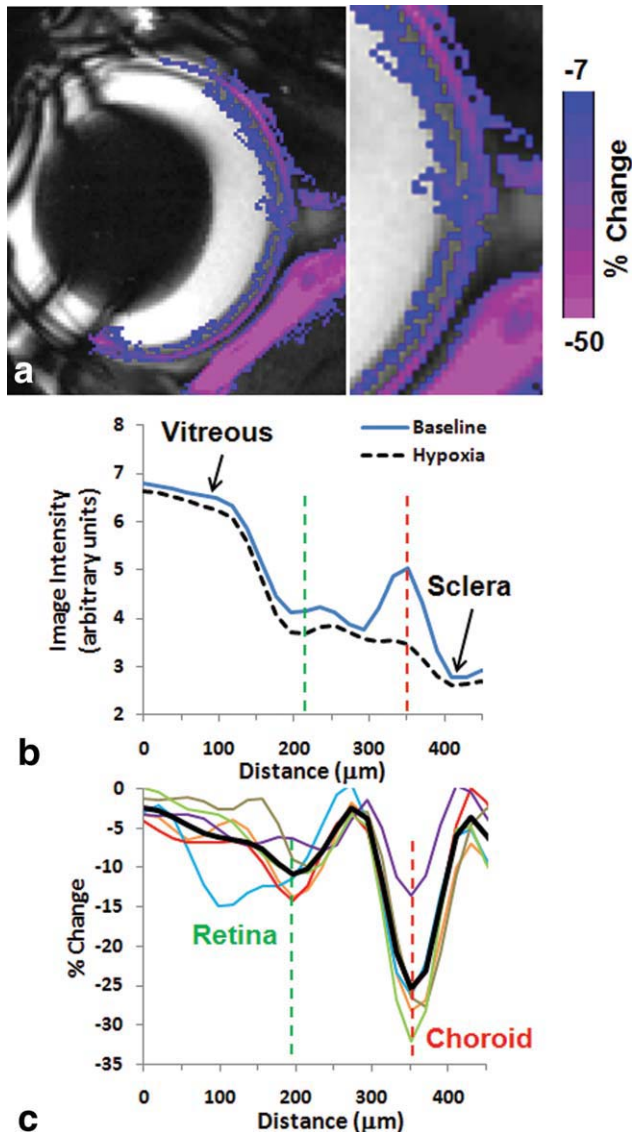 -7
% Change
-50
a
8
7
6
5
4
3
2
Image Intensity
(arbitrary units)
Vitreous
Baseline
Hypoxia
Sclera
0 100 200 300 400
Distance (μm)
b
0
-5
-10
-15
-20
-25
-30
-35
% Change
Retina
Choroid
0 100 200 300 400
Distance (μm)
c